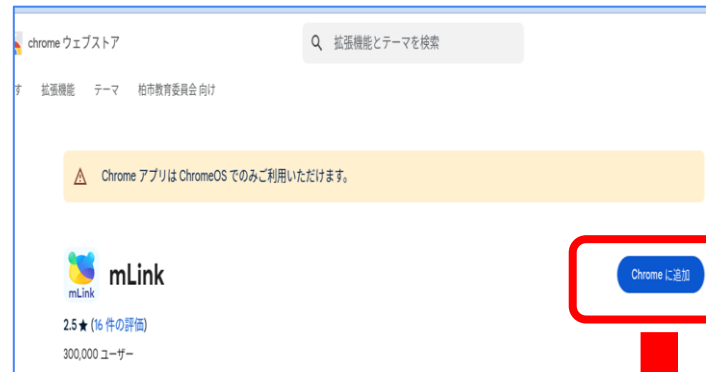 chrome ウェブストア
拡張機能とテーマを検索
す 拡張機能 テーマ 柏市教育委員会 向け
Chrome アプリは ChromeOS でのみご利用いただけます。
mLink
mLink
Chrome に追加
2.5★ (16 件の評価)
300,000 ユーザー